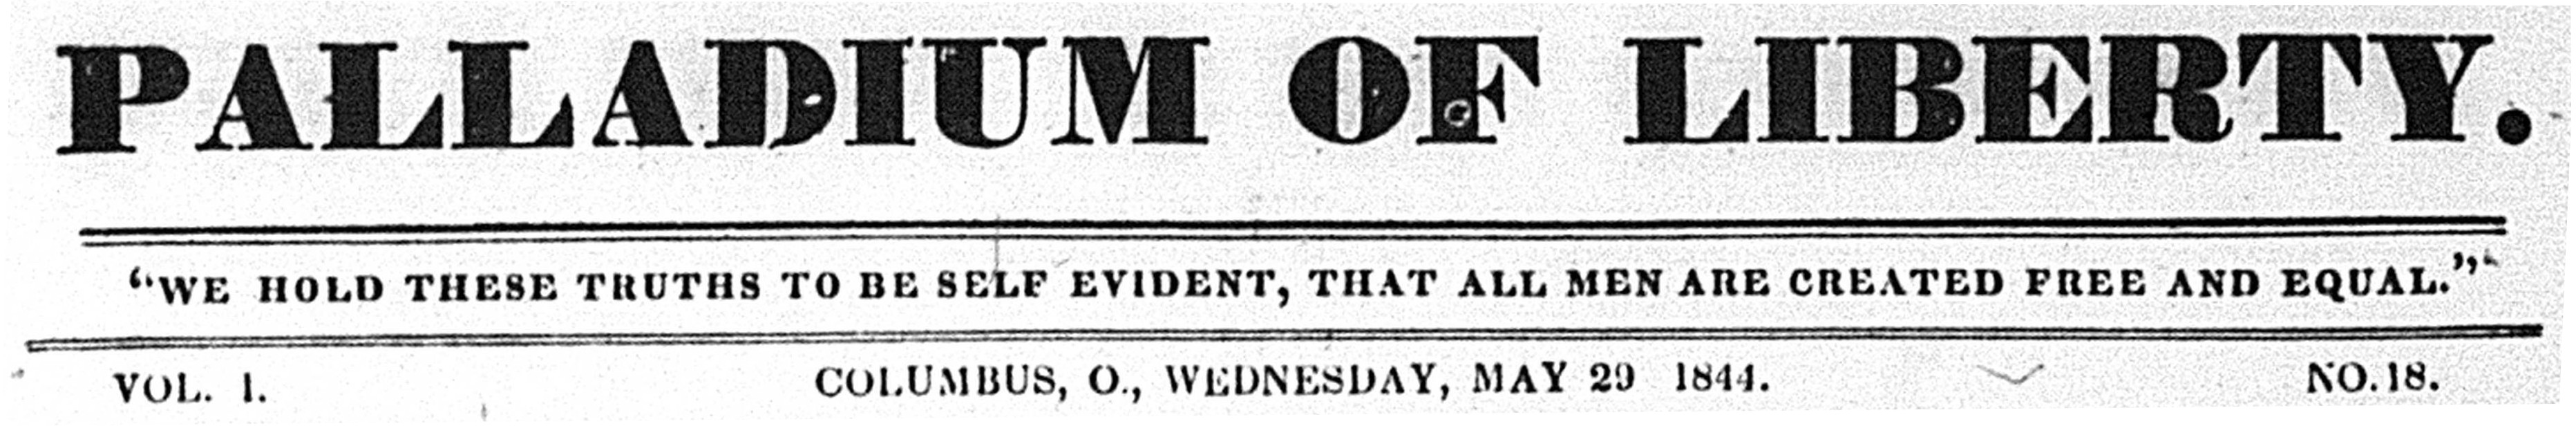 PALLADIUM OF LIBERTY.
"WE HOLD THESE TRUTHS TO BE SELF EVIDENT, THAT ALL MEN ARE CREATED FREE AND EQUAL."
VOL. 1. COLUMBUS, O., WEDNESDAY, MAY 29 1844. NO. 18.